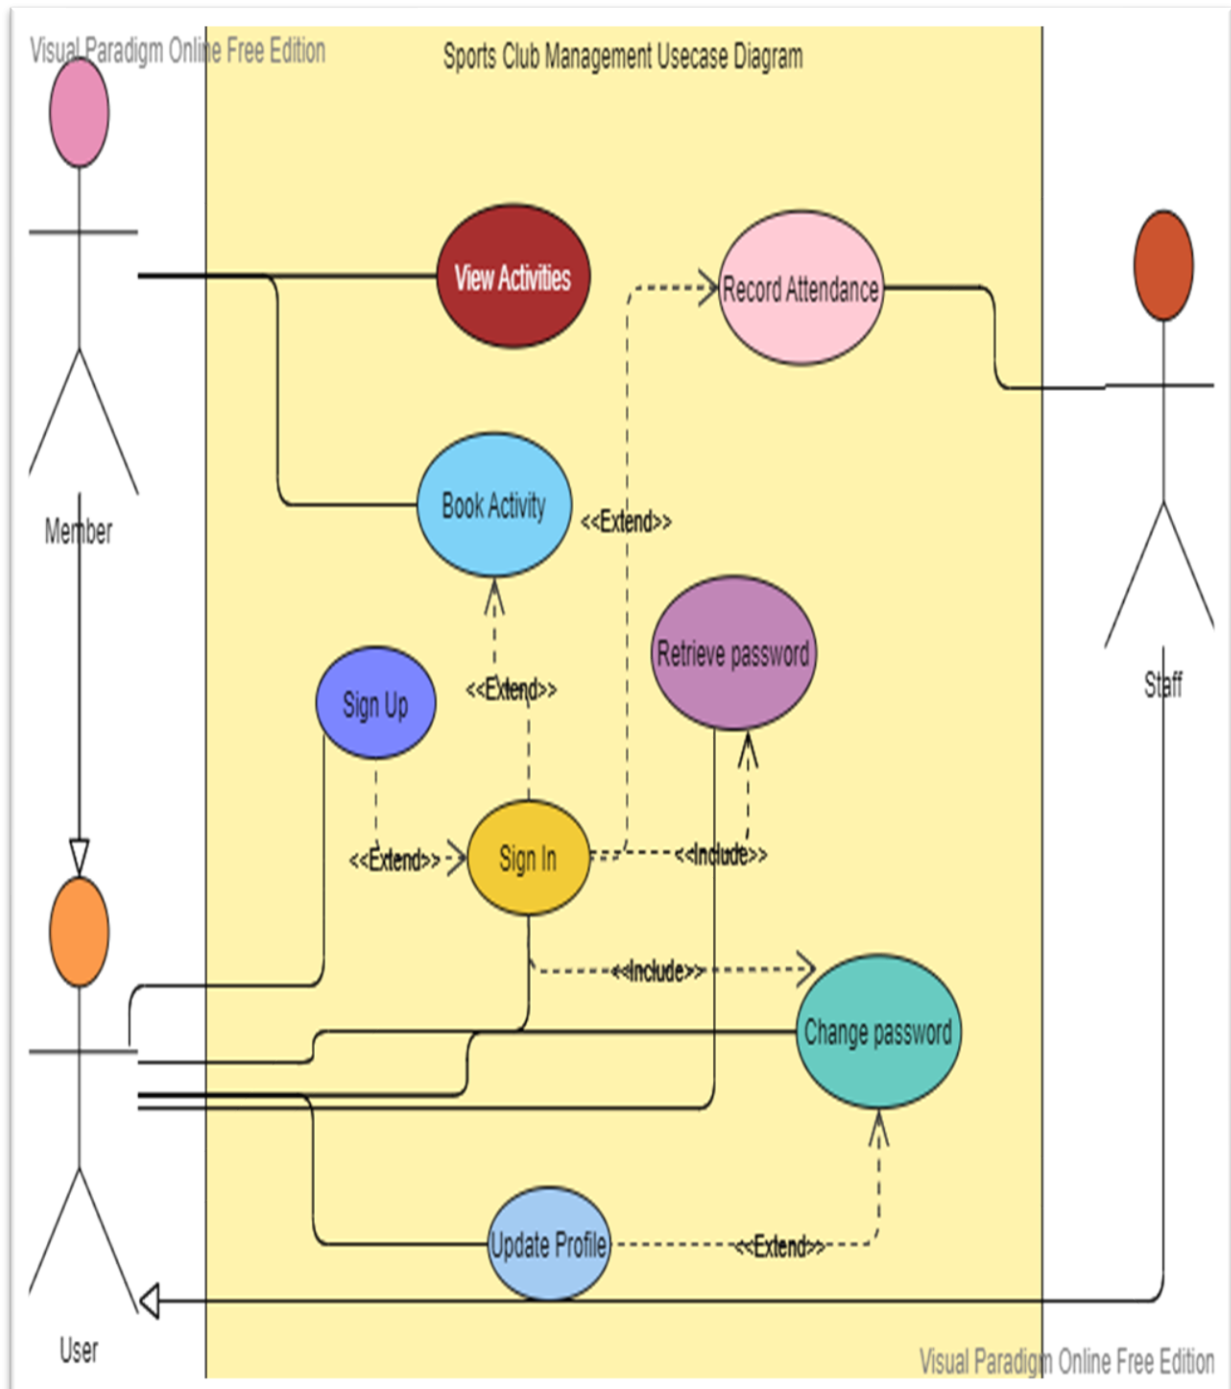 Visual Paradigm Online Free Edition
Sports Club Management Usecase Diagram
View Activities
Record Attendance
Book Activity
<<Extend>>
Member
Retrieve password
<<Extend>>
Sign Up
Staff
<<Extend>>
Sign In
<<Include>>
<<Include>>
Change password
Update Profile
<<Extend>>
User
Visual Paradigm Online Free Edition